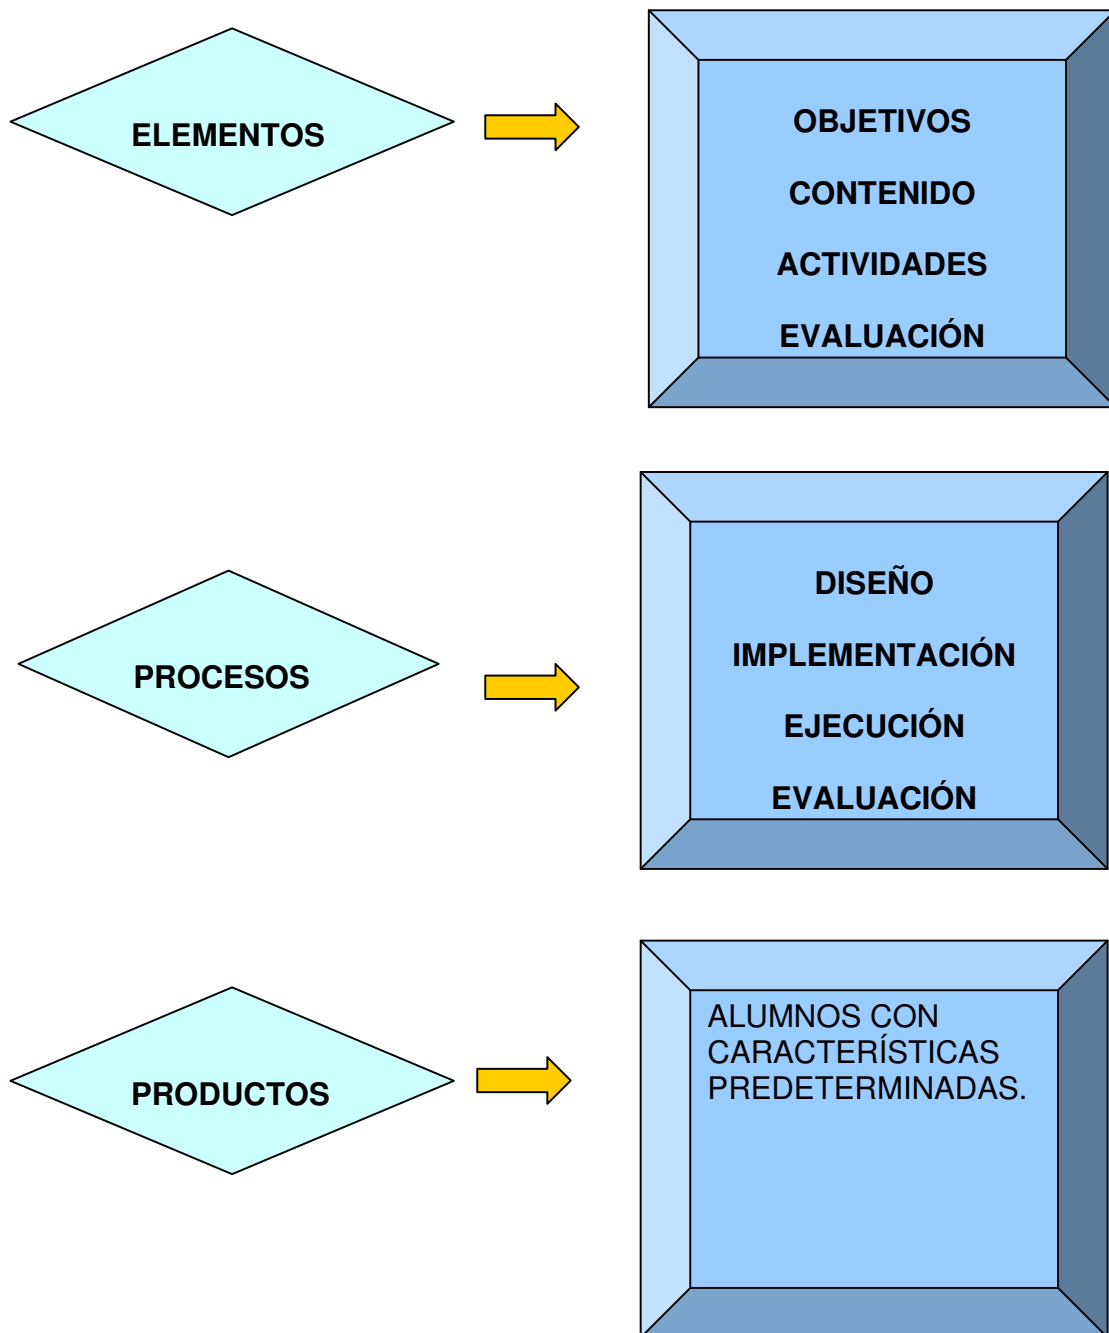 ELEMENTOS
OBJETIVOS
CONTENIDO
ACTIVIDADES
EVALUACIÓN
PROCESOS
DISEÑO
IMPLEMENTACIÓN
EJECUCIÓN
EVALUACIÓN
PRODUCTOS
ALUMNOS CON
CARACTERÍSTICAS
PREDETERMINADAS.